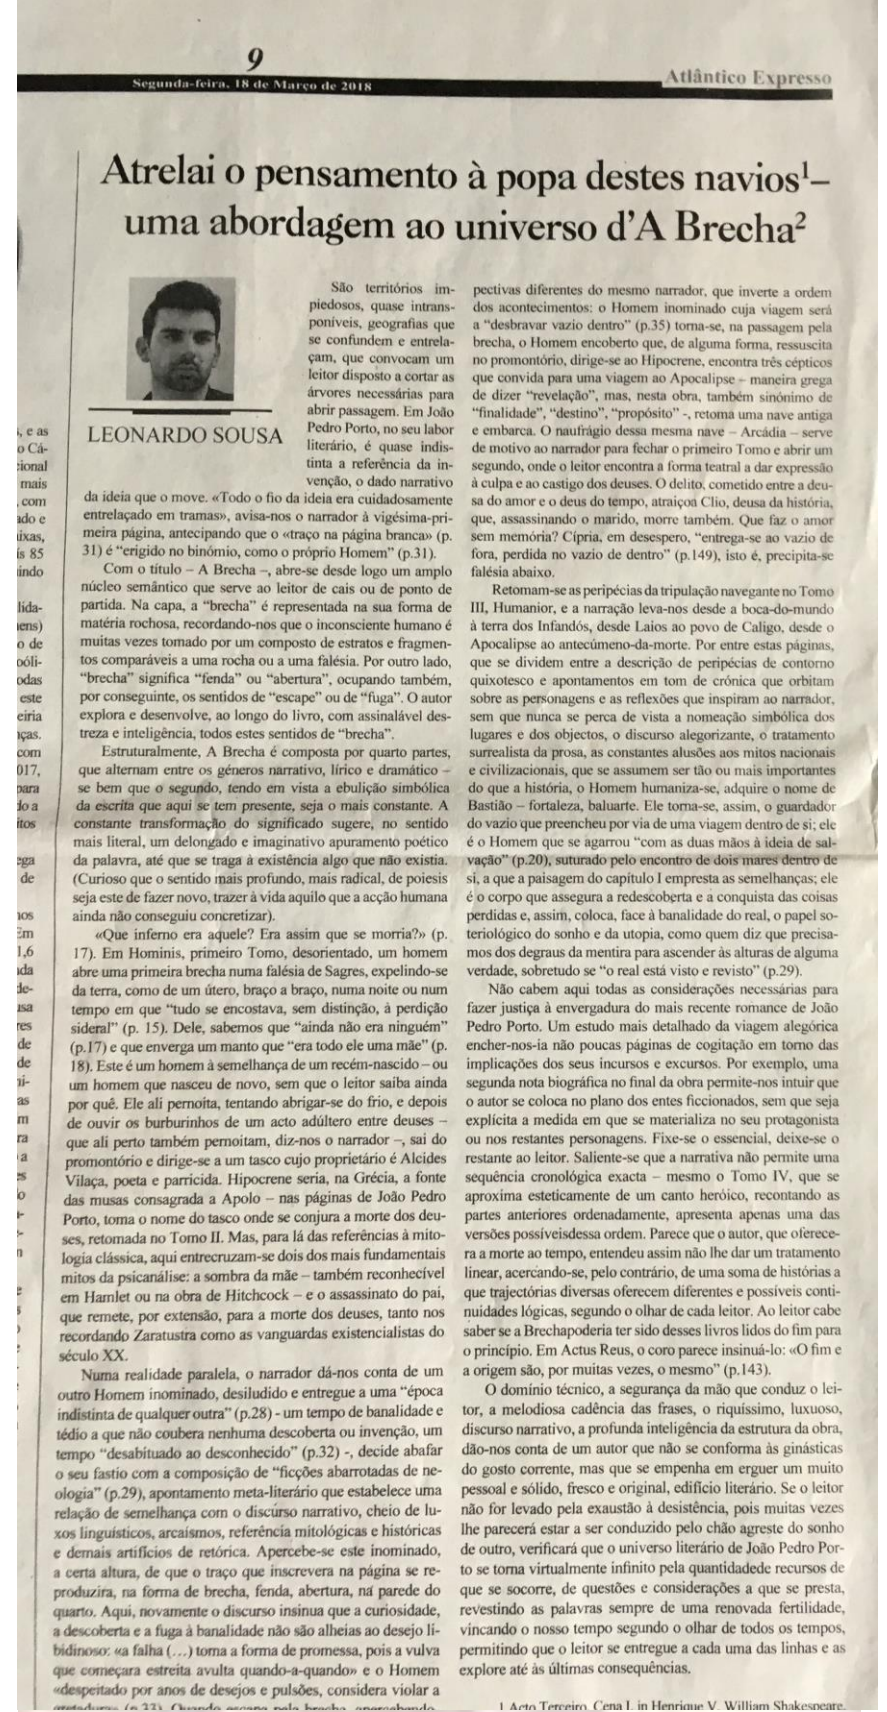 9
Segunda-feira, 18 de Março de 2018
Atlântico Expresso
Atrelai o pensamento à popa destes navios¹–
uma abordagem ao universo d'A Brecha²
LEONARDO SOUSA
São territórios im-
piedosos, quase intrans-
poníveis, geografias que
se confundem e entrela-
çam, que convocam um
leitor disposto a cortar as
árvores necessárias para
abrir passagem. Em João
Pedro Porto, no seu labor
literário, é quase indis-
tinta a referência da in-
venção, o dado narrativo
da ideia que o move. «Todo o fio da ideia era cuidadosamente
entrelaçado em tramas», avisa-nos o narrador à vigésima-pri-
meira página, antecipando que o «traço na página branca» (p.
31) é “erigido no binómio, como o próprio Homem” (p.31).
Com o título – A Brecha –, abre-se desde logo um amplo
núcleo semântico que serve ao leitor de cais ou de ponto de
partida. Na capa, a “brecha” é representada na sua forma de
matéria rochosa, recordando-nos que o inconsciente humano é
muitas vezes tomado por um composto de estratos e fragmen-
tos comparáveis a uma rocha ou a uma falésia. Por outro lado,
“brecha” significa “fenda” ou “abertura”, ocupando também,
por conseguinte, os sentidos de “escape” ou de “fuga”. O autor
explora e desenvolve, ao longo do livro, com assinalável des-
treza e inteligência, todos estes sentidos de “brecha”.
Estruturalmente, A Brecha é composta por quarto partes,
que alternam entre os géneros narrativo, lírico e dramático –
se bem que o segundo, tendo em vista a ebulição simbólica
da escrita que aqui se tem presente, seja o mais constante. A
constante transformação do significado sugere, no sentido
mais literal, um delongado e imaginativo apuramento poético
da palavra, até que se traga à existência algo que não existia.
(Curioso que o sentido mais profundo, mais radical, de poiesis
seja este de fazer novo, trazer à vida aquilo que a acção humana
ainda não conseguiu concretizar).
«Que inferno era aquele? Era assim que se morria?» (p.
17). Em Hominis, primeiro Tomo, desorientado, um homem
abre uma primeira brecha numa falésia de Sagres, expelindo-se
da terra, como de um útero, braço a braço, numa noite ou num
tempo em que “tudo se encostava, sem distinção, à perdição
sideral” (p. 15). Dele, sabemos que “ainda não era ninguém”
(p.17) e que enverga um manto que “era todo ele uma mãe” (p.
18). Este é um homem à semelhança de um recém-nascido – ou
um homem que nasceu de novo, sem que o leitor saiba ainda
por quê. Ele ali pernoita, tentando abrigar-se do frio, e depois
de ouvir os burburinhos de um acto adúltero entre deuses –
que ali perto também pernoitam, diz-nos o narrador –, sai do
promontório e dirige-se a um tasco cujo proprietário é Alcides
Vilaça, poeta e parricida. Hipocrene seria, na Grécia, a fonte
das musas consagrada a Apolo – nas páginas de João Pedro
Porto, toma o nome do tasco onde se conjura a morte dos deu-
ses, retomada no Tomo II. Mas, para lá das referências à mito-
logia clássica, aqui entrecruzam-se dois dos mais fundamentais
mitos da psicanálise: a sombra da mãe – também reconhecível
em Hamlet ou na obra de Hitchcock – e o assassinato do pai,
que remete, por extensão, para a morte dos deuses, tanto nos
recordando Zaratustra como as vanguardas existencialistas do
século XX.
Numa realidade paralela, o narrador dá-nos conta de um
outro Homem inominado, desiludido e entregue a uma “época
indistinta de qualquer outra” (p.28) - um tempo de banalidade e
tédio a que não coubera nenhuma descoberta ou invenção, um
tempo “desabituado ao desconhecido” (p.32) -, decide abafar
o seu fastio com a composição de “ficções abarrotadas de ne-
ologia” (p.29), apontamento meta-literário que estabelece uma
relação de semelhança com o discurso narrativo, cheio de lu-
xos linguísticos, arcaismos, referência mitológicas e históricas
e demais artifícios de retórica. Apercebe-se este inominado,
a certa altura, de que o traço que inscrevera na página se re-
produzira, na forma de brecha, fenda, abertura, na parede do
quarto. Aqui, novamente o discurso insinua que a curiosidade,
a descoberta e a fuga à banalidade não são alheias ao desejo li-
bidinoso: «a falha (…) toma a forma de promessa, pois a vulva
que começara estreita avulta quando-a-quando» e o Homem
«despeitado por anos de desejos e pulsões, considera violar a
pectivas diferentes do mesmo narrador, que inverte a ordem
dos acontecimentos: o Homem inominado cuja viagem será
a “desbravar vazio dentro” (p.35) torna-se, na passagem pela
brecha, o Homem encoberto que, de alguma forma, ressuscita
no promontório, dirige-se ao Hipocrene, encontra três cépticos
que convida para uma viagem ao Apocalipse – maneira grega
de dizer “revelação”, mas, nesta obra, também sinónimo de
“finalidade”, “destino”, “propósito” -, retoma uma nave antiga
e embarca. O naufrágio dessa mesma nave – Arcádia – serve
de motivo ao narrador para fechar o primeiro Tomo e abrir um
segundo, onde o leitor encontra a forma teatral a dar expressão
à culpa e ao castigo dos deuses. O delito, cometido entre a deu-
sa do amor e o deus do tempo, atraiçoa Clio, deusa da história,
que, assassinando o marido, morre também. Que faz o amor
sem memória? Cípria, em desespero, “entrega-se ao vazio de
fora, perdida no vazio de dentro” (p.149), isto é, precipita-se
falésia abaixo.
Retomam-se as peripécias da tripulação navegante no Tomo
III, Humanior, e a narração leva-nos desde a boca-do-mundo
à terra dos Infandós, desde Laios ao povo de Caligo, desde o
Apocalipse ao antecúmeno-da-morte. Por entre estas páginas,
que se dividem entre a descrição de peripécias de contorno
quixotesco e apontamentos em tom de crónica que orbitam
sobre as personagens e as reflexões que inspiram ao narrador,
sem que nunca se perca de vista a nomeação simbólica dos
lugares e dos objectos, o discurso alegorizante, o tratamento
surrealista da prosa, as constantes alusões aos mitos nacionais
e civilizacionais, que se assumem ser tão ou mais importantes
do que a história, o Homem humaniza-se, adquire o nome de
Bastião – fortaleza, baluarte. Ele torna-se, assim, o guardador
do vazio que preencheu por via de uma viagem dentro de si; ele
é o Homem que se agarrou “com as duas mãos à ideia de sal-
vação” (p.20), suturado pelo encontro de dois mares dentro de
si, a que a paisagem do capítulo I empresta as semelhanças; ele
é o corpo que assegura a redescoberta e a conquista das coisas
perdidas e, assim, coloca, face à banalidade do real, o papel so-
teriológico do sonho e da utopia, como quem diz que precisa-
mos dos degraus da mentira para ascender às alturas de alguma
verdade, sobretudo se “o real está visto e revisto” (p.29).
Não cabem aqui todas as considerações necessárias para
fazer justiça à envergadura do mais recente romance de João
Pedro Porto. Um estudo mais detalhado da viagem alegórica
encher-nos-ia não poucas páginas de cogitação em torno das
implicações dos seus incursos e excursos. Por exemplo, uma
segunda nota biográfica no final da obra permite-nos intuir que
o autor se coloca no plano dos entes ficcionados, sem que seja
explícita a medida em que se materializa no seu protagonista
ou nos restantes personagens. Fixe-se o essencial, deixe-se o
restante ao leitor. Saliente-se que a narrativa não permite uma
sequência cronológica exacta – mesmo o Tomo IV, que se
aproxima esteticamente de um canto heróico, recontando as
partes anteriores ordenadamente, apresenta apenas uma das
versões possíveisdessa ordem. Parece que o autor, que oferece-
ra a morte ao tempo, entendeu assim não lhe dar um tratamento
linear, acercando-se, pelo contrário, de uma soma de histórias a
que trajectórias diversas oferecem diferentes e possíveis conti-
nuidades lógicas, segundo o olhar de cada leitor. Ao leitor cabe
saber se a Brechapoderia ter sido desses livros lidos do fim para
o princípio. Em Actus Reus, o coro parece insinuá-lo: «O fim e
a origem são, por muitas vezes, o mesmo” (p.143).
O domínio técnico, a segurança da mão que conduz o lei-
tor, a melodiosa cadência das frases, o riquíssimo, luxuoso,
discurso narrativo, a profunda inteligência da estrutura da obra,
dão-nos conta de um autor que não se conforma às ginásticas
do gosto corrente, mas que se empenha em erguer um muito
pessoal e sólido, fresco e original, edifício literário. Se o leitor
não for levado pela exaustão à desistência, pois muitas vezes
lhe parecerá estar a ser conduzido pelo chão agreste do sonho
de outro, verificará que o universo literário de João Pedro Por-
to se torna virtualmente infinito pela quantidadede recursos de
que se socorre, de questões e considerações a que se presta,
revestindo as palavras sempre de uma renovada fertilidade,
vincando o nosso tempo segundo o olhar de todos os tempos,
permitindo que o leitor se entregue a cada uma das linhas e as
explore até às últimas consequências.
1 Acto Terceiro, Cena I, in Henrique V, William Shakespeare,